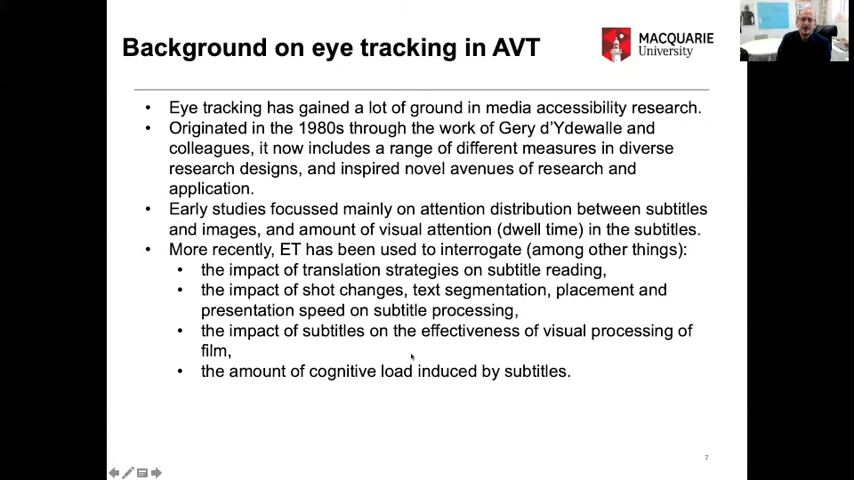 Background on eye tracking in AVT
MACQUARIE
University
• Eye tracking has gained a lot of ground in media accessibility research.
• Originated in the 1980s through the work of Gery d'Ydewalle and
colleagues, it now includes a range of different measures in diverse
research designs, and inspired novel avenues of research and
application.
• Early studies focussed mainly on attention distribution between subtitles
and images, and amount of visual attention (dwell time) in the subtitles.
• More recently, ET has been used to interrogate (among other things):
• the impact of translation strategies on subtitle reading,
• the impact of shot changes, text segmentation, placement and
presentation speed on subtitle processing,
• the impact of subtitles on the effectiveness of visual processing of
film,
• the amount of cognitive load induced by subtitles.
7